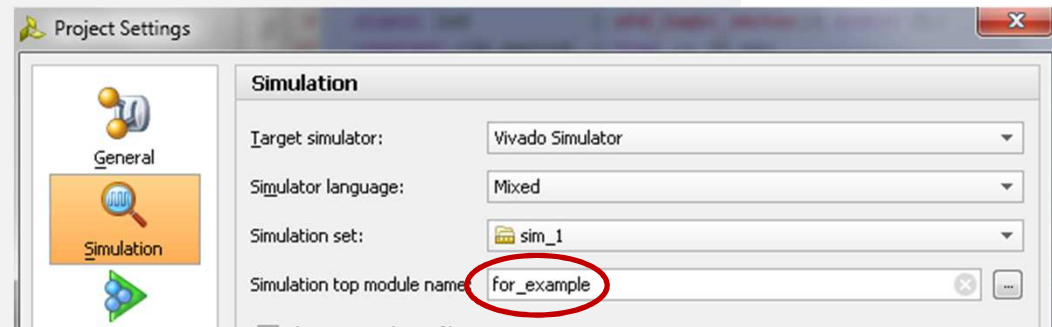 Project Settings
General
Simulation
Simulation
Target simulator: Vivado Simulator
Simulator language: Mixed
Simulation set: sim_1
Simulation top module name: for_example ...